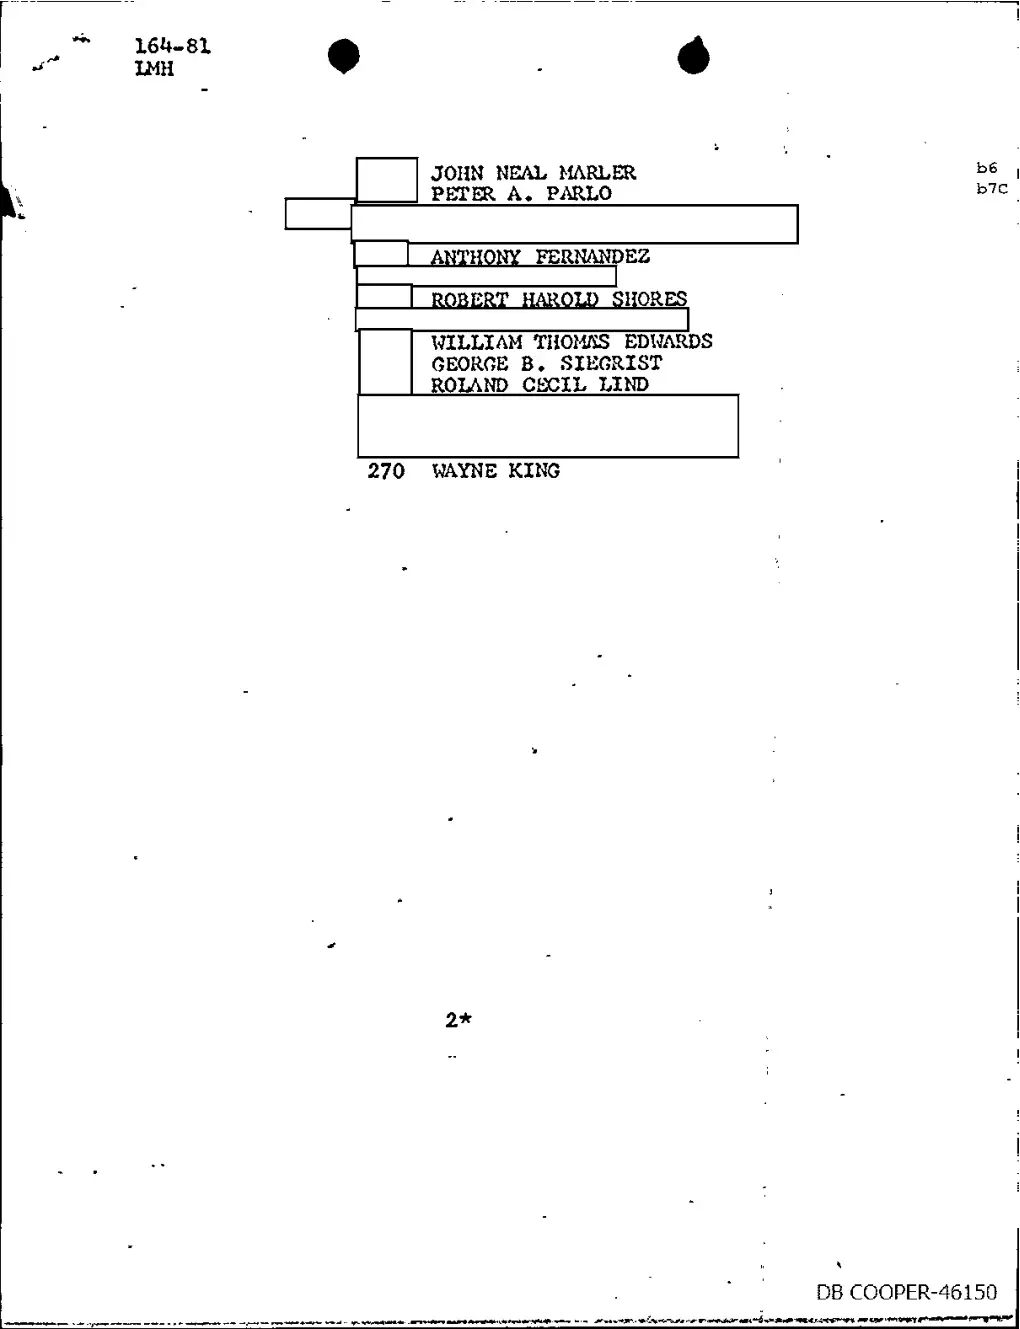 164-81
LMH
JOHN NEAL MARLER
b6
PETER A. PARLO
b7C
ANTHONY FERNANDEZ
ROBERT HAROLD SHORES
WILLIAM THOMAS EDWARDS
GEORGE B. SIEGRIST
ROLAND CECIL LIND
270 WAYNE KING
2*
DB COOPER-46150